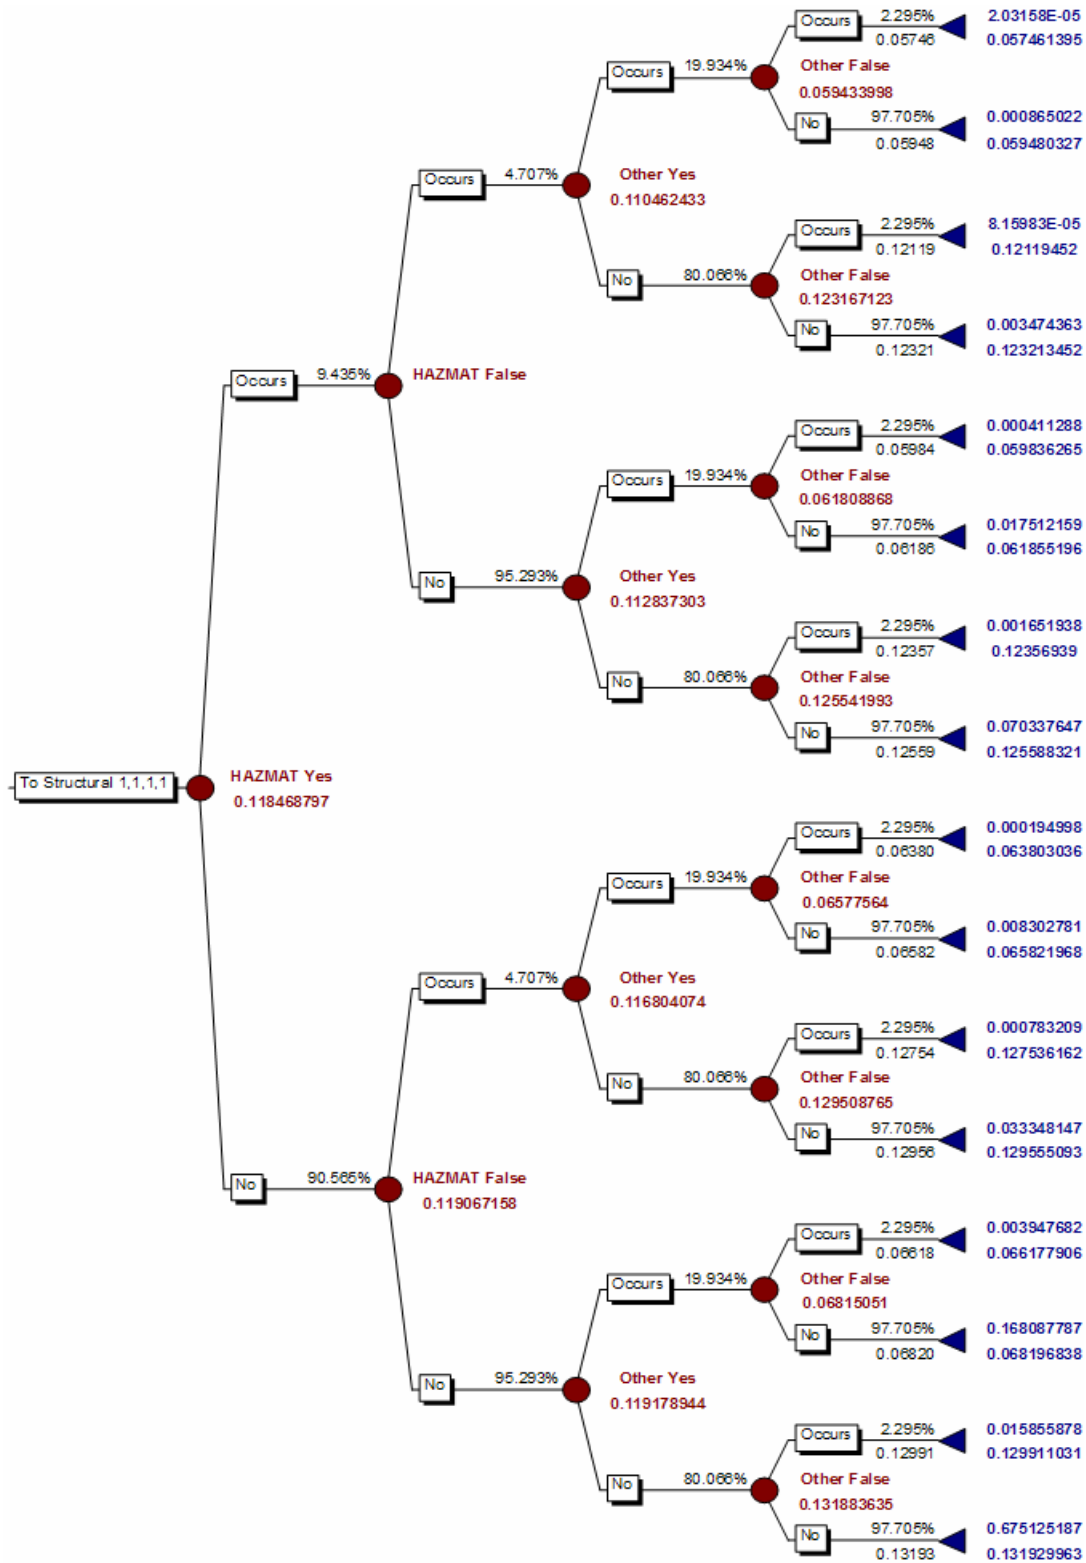 Occurs 2.295% 2.03158E-05
0.05746 0.057461395
Occurs 19.934% Other False
0.059433998
No 97.705% 0.000865022
0.05948 0.059480327
Occurs 4.707% Other Yes
0.110462433
Occurs 2.295% 8.15983E-05
0.12119 0.12119452
No 80.066% Other False
0.123167123
No 97.705% 0.003474363
0.12321 0.123213452
Occurs 9.435% HAZMAT False
Occurs 2.295% 0.000411288
0.05984 0.059836265
Occurs 19.934% Other False
0.061808868
No 97.705% 0.017512159
0.06186 0.061855196
No 95.293% Other Yes
0.112837303
Occurs 2.295% 0.001651938
0.12357 0.12356939
No 80.066% Other False
0.125541993
No 97.705% 0.070337647
0.12559 0.125588321
To Structural 1,1,1,1 HAZMAT Yes
0.118468797
Occurs 2.295% 0.000194998
0.06380 0.063803036
Occurs 19.934% Other False
0.06577564
No 97.705% 0.008302781
0.06582 0.065821968
Occurs 4.707% Other Yes
0.116804074
Occurs 2.295% 0.000783209
0.12754 0.127536162
No 80.066% Other False
0.129508765
No 97.705% 0.033348147
0.12956 0.129555093
No 90.565% HAZMAT False
0.119067158
Occurs 2.295% 0.003947682
0.06618 0.066177906
Occurs 19.934% Other False
0.06815051
No 97.705% 0.168087787
0.06820 0.068196838
No 95.293% Other Yes
0.119178944
Occurs 2.295% 0.015855878
0.12991 0.129911031
No 80.066% Other False
0.131883635
No 97.705% 0.675125187
0.13193 0.131929963